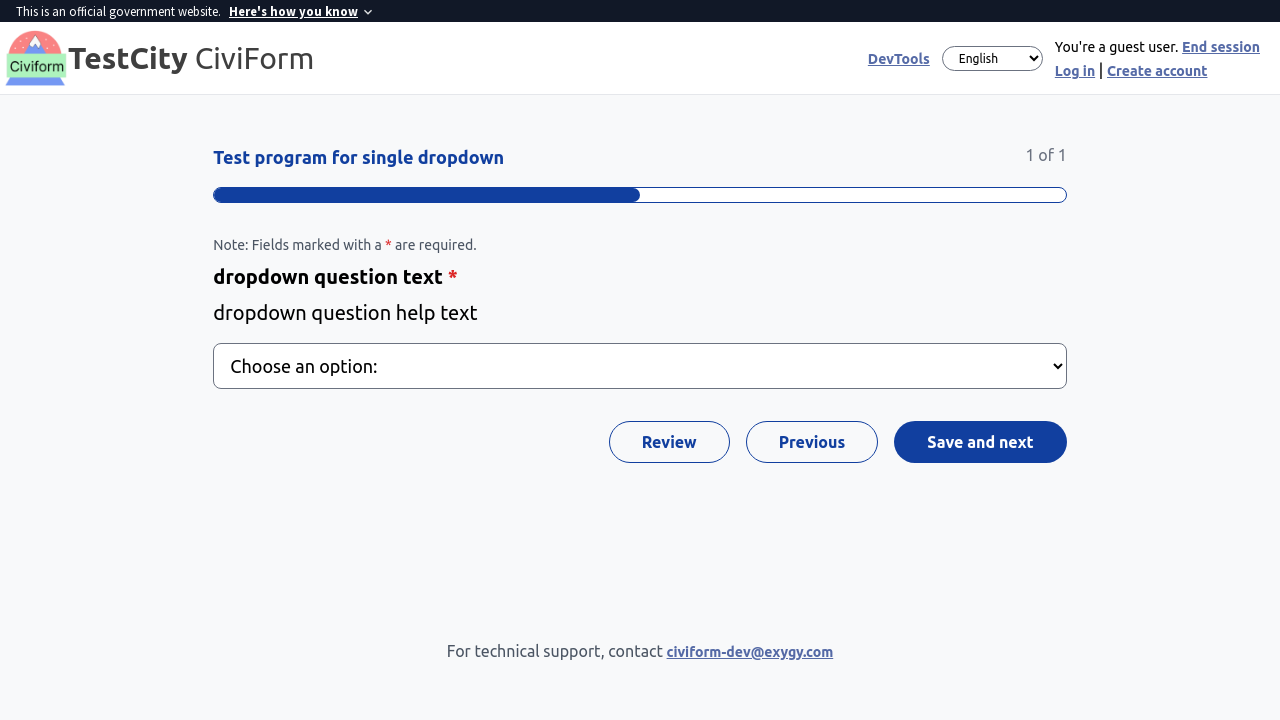 This is an official government website. Here's how you know
Civiform
TestCity CiviForm
DevTools
English
You're a guest user. End session
Log in | Create account
Test program for single dropdown
1 of 1
Note: Fields marked with a * are required.
dropdown question text *
dropdown question help text
Choose an option:
Review
Previous
Save and next
For technical support, contact civiform-dev@exygy.com